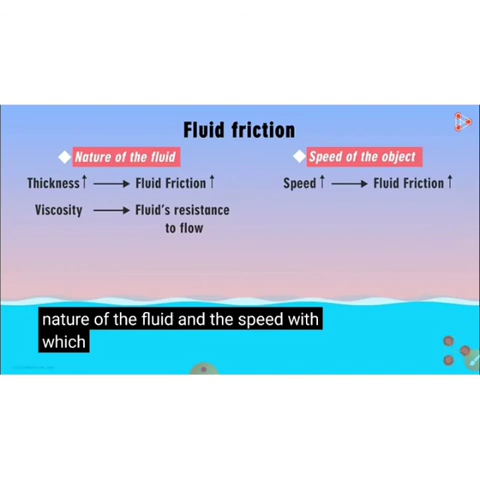 Fluid friction
Nature of the fluid
Thickness↑ → Fluid Friction↑
Viscosity → Fluid's resistance
to flow
Speed of the object
Speed↑ → Fluid Friction↑
nature of the fluid and the speed with
which